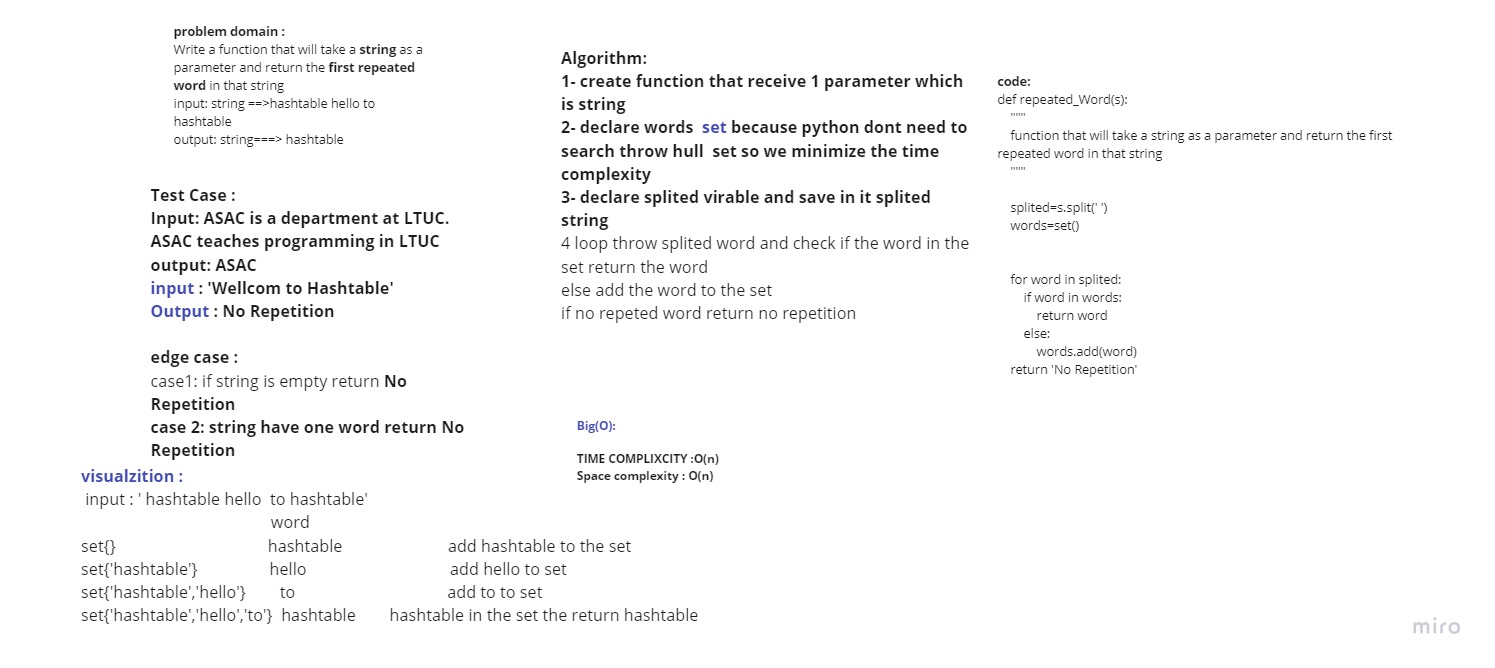 problem domain :
Write a function that will take a string as a
parameter and return the first repeated
word in that string
input: string ==>hashtable hello to
hashtable
output: string===> hashtable
Test Case :
Input: ASAC is a department at LTUC.
ASAC teaches programming in LTUC
output: ASAC
input : 'Wellcom to Hashtable'
Output : No Repetition
edge case :
case1: if string is empty return No
Repetition
case 2: string have one word return No
Repetition
visualzition :
input : ' hashtable hello  to hashtable'
word
set{} hashtable add hashtable to the set
set{'hashtable'} hello add hello to set
set{'hashtable','hello'} to add to to set
set{'hashtable','hello','to'} hashtable hashtable in the set the return hashtable
Algorithm:
1- create function that receive 1 parameter which
is string
2- declare words  set because python dont need to
search throw hull  set so we minimize the time
complexity
3- declare splited virable and save in it splited
string
4 loop throw splited word and check if the word in the
set return the word
else add the word to the set
if no repeted word return no repetition
Big(O):
TIME COMPLIXCITY :O(n)
Space complexity : O(n)
code:
def repeated_Word(s):
"""
function that will take a string as a parameter and return the first
repeated word in that string
"""
splited=s.split(' ')
words=set()
for word in splited:
if word in words:
return word
else:
words.add(word)
return 'No Repetition'
miro